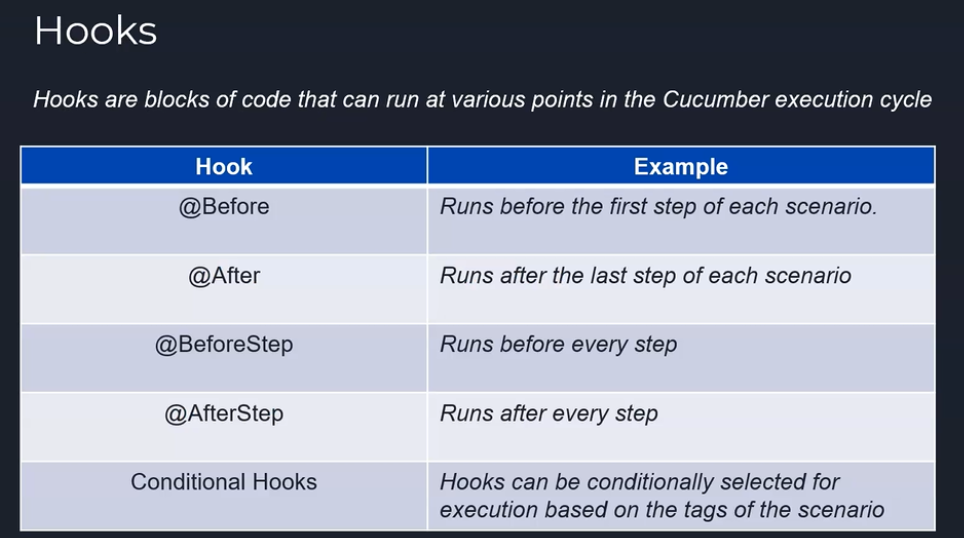 Hooks
Hooks are blocks of code that can run at various points in the Cucumber execution cycle
Hook Example
@Before Runs before the first step of each scenario.
@After Runs after the last step of each scenario
@BeforeStep Runs before every step
@AfterStep Runs after every step
Conditional Hooks Hooks can be conditionally selected for
execution based on the tags of the scenario